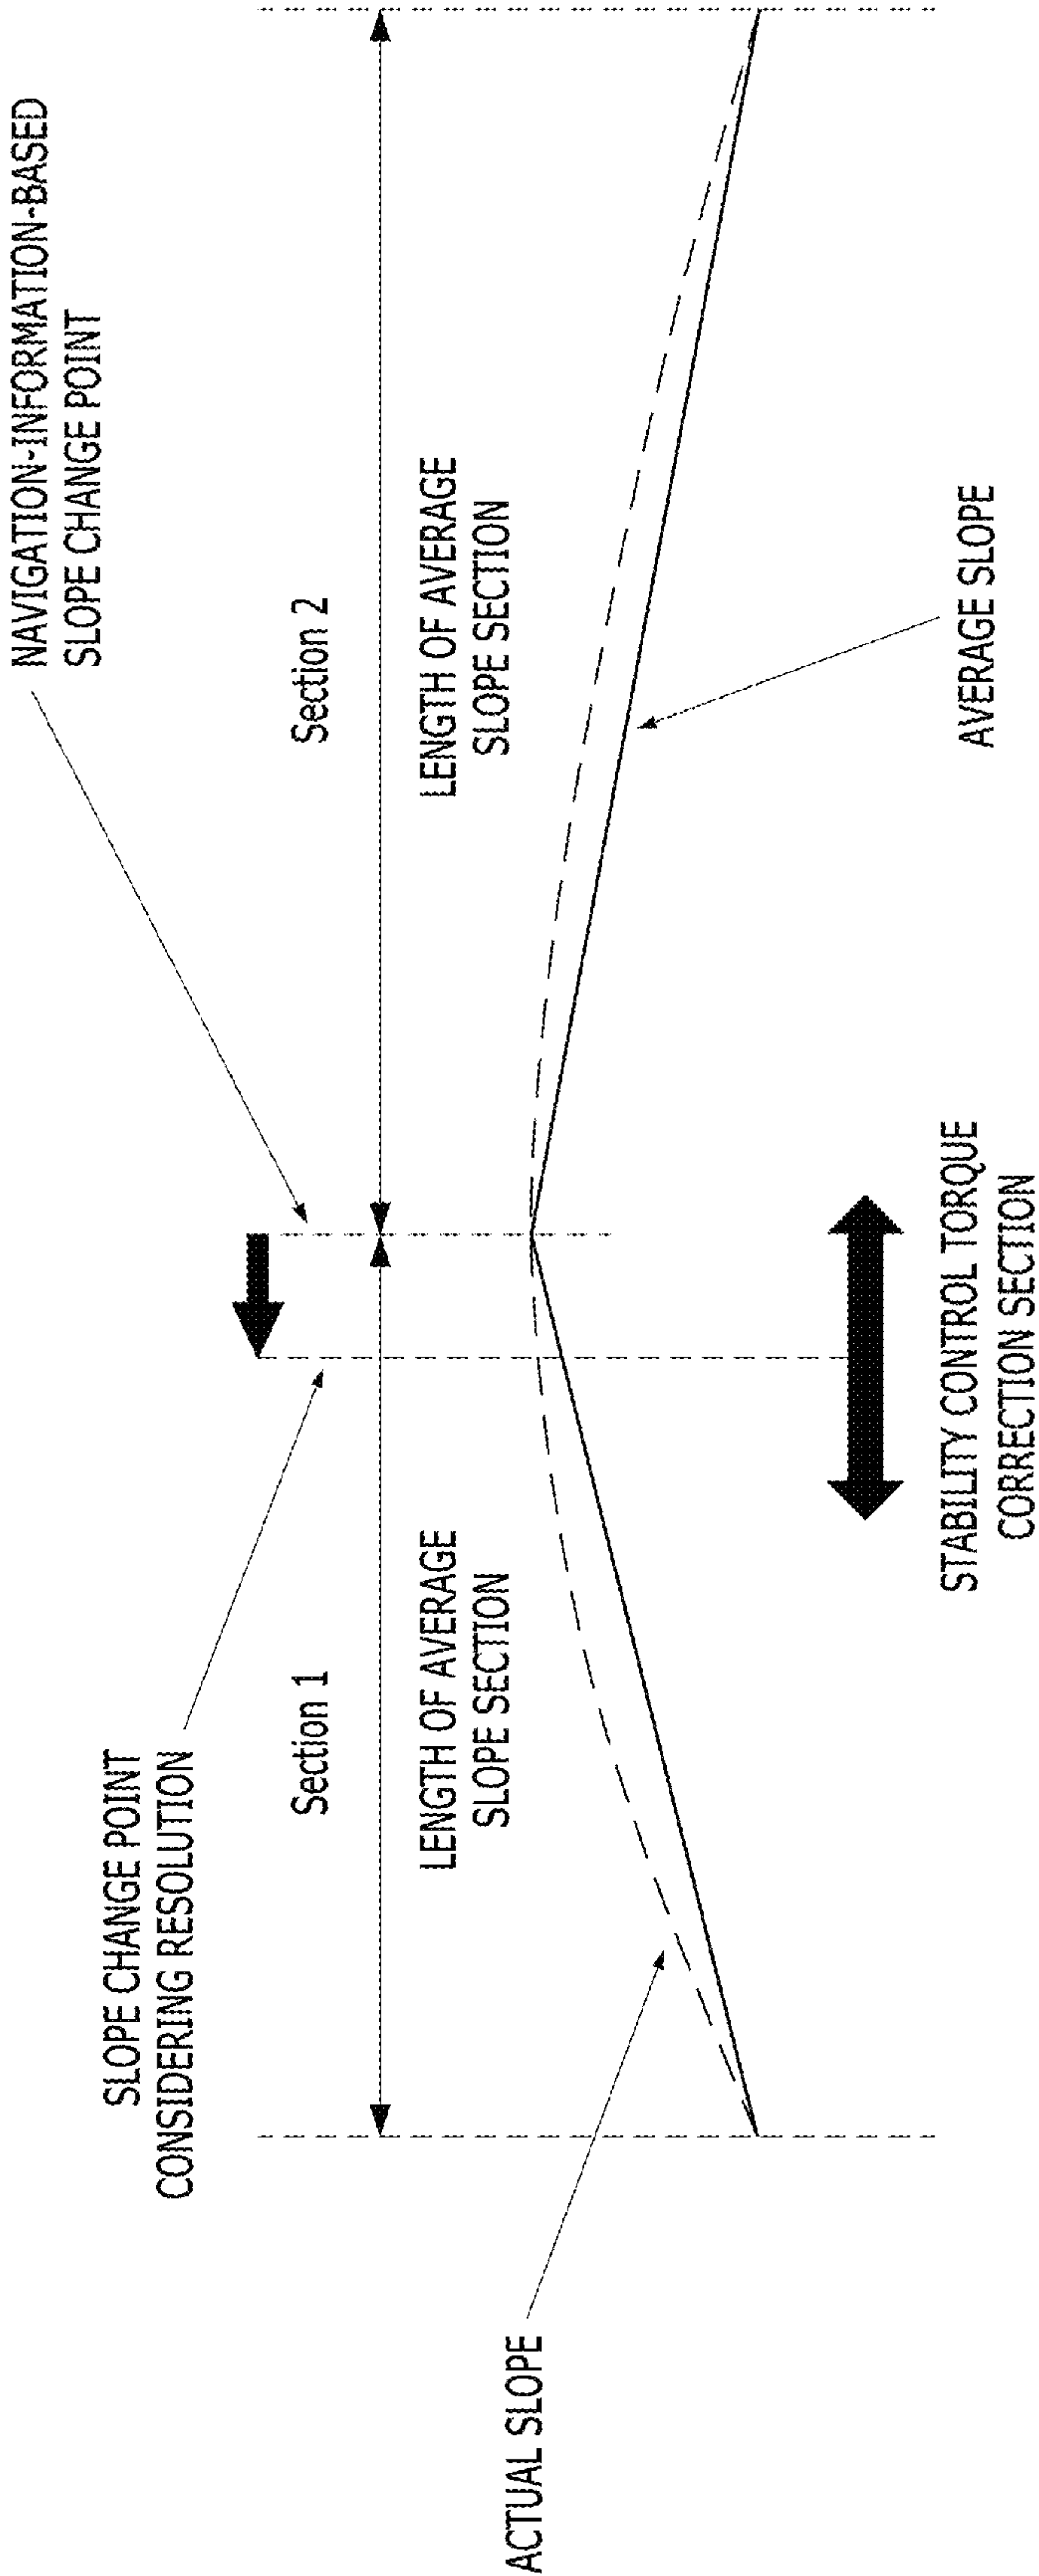 NAVIGATION-INFORMATION-BASED
SLOPE CHANGE POINT
SLOPE CHANGE POINT
CONSIDERING RESOLUTION
Section 1
Section 2
LENGTH OF AVERAGE
SLOPE SECTION
LENGTH OF AVERAGE
SLOPE SECTION
ACTUAL SLOPE
AVERAGE SLOPE
STABILITY CONTROL TORQUE
CORRECTION SECTION